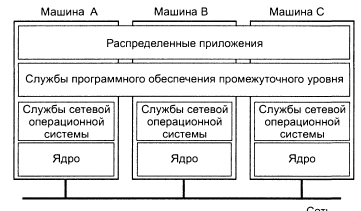 Машина A
Машина B
Машина C
Распределенные приложения
Службы программного обеспечения промежуточного уровня
Службы сетевой
операционной
системы
Службы сетевой
операционной
системы
Службы сетевой
операционной
системы
Ядро
Ядро
Ядро